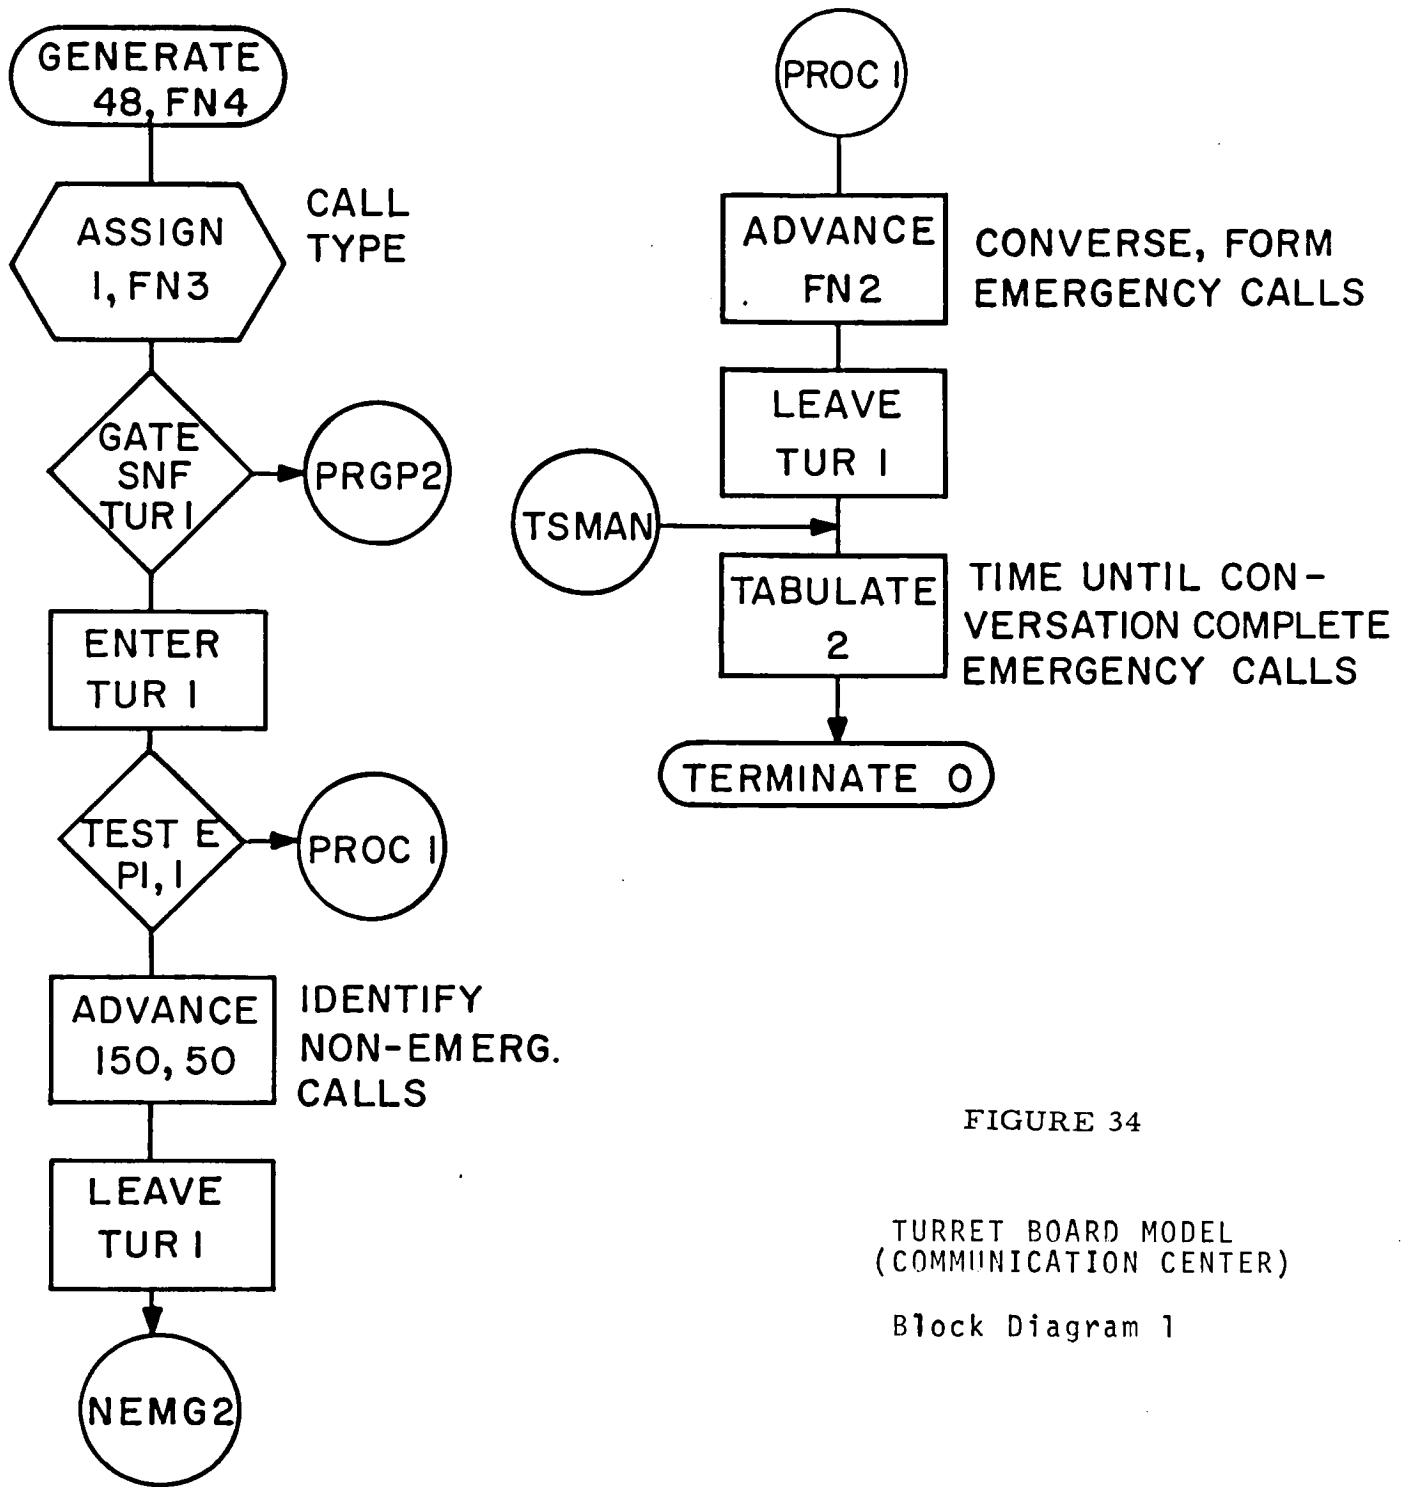 GENERATE
48, FN4
ASSIGN
1, FN3
CALL
TYPE
GATE
SNF
TUR 1
PRGP2
ENTER
TUR 1
TEST E
P1, 1
PROC 1
ADVANCE
150, 50
IDENTIFY
NON-EMERG.
CALLS
LEAVE
TUR 1
NEMG2
PROC 1
ADVANCE
FN2
CONVERSE, FORM
EMERGENCY CALLS
LEAVE
TUR 1
TSMAN
TABULATE
2
TIME UNTIL CON-
VERSATION COMPLETE
EMERGENCY CALLS
TERMINATE 0
FIGURE 34
TURRET BOARD MODEL
(COMMUNICATION CENTER)
Block Diagram 1